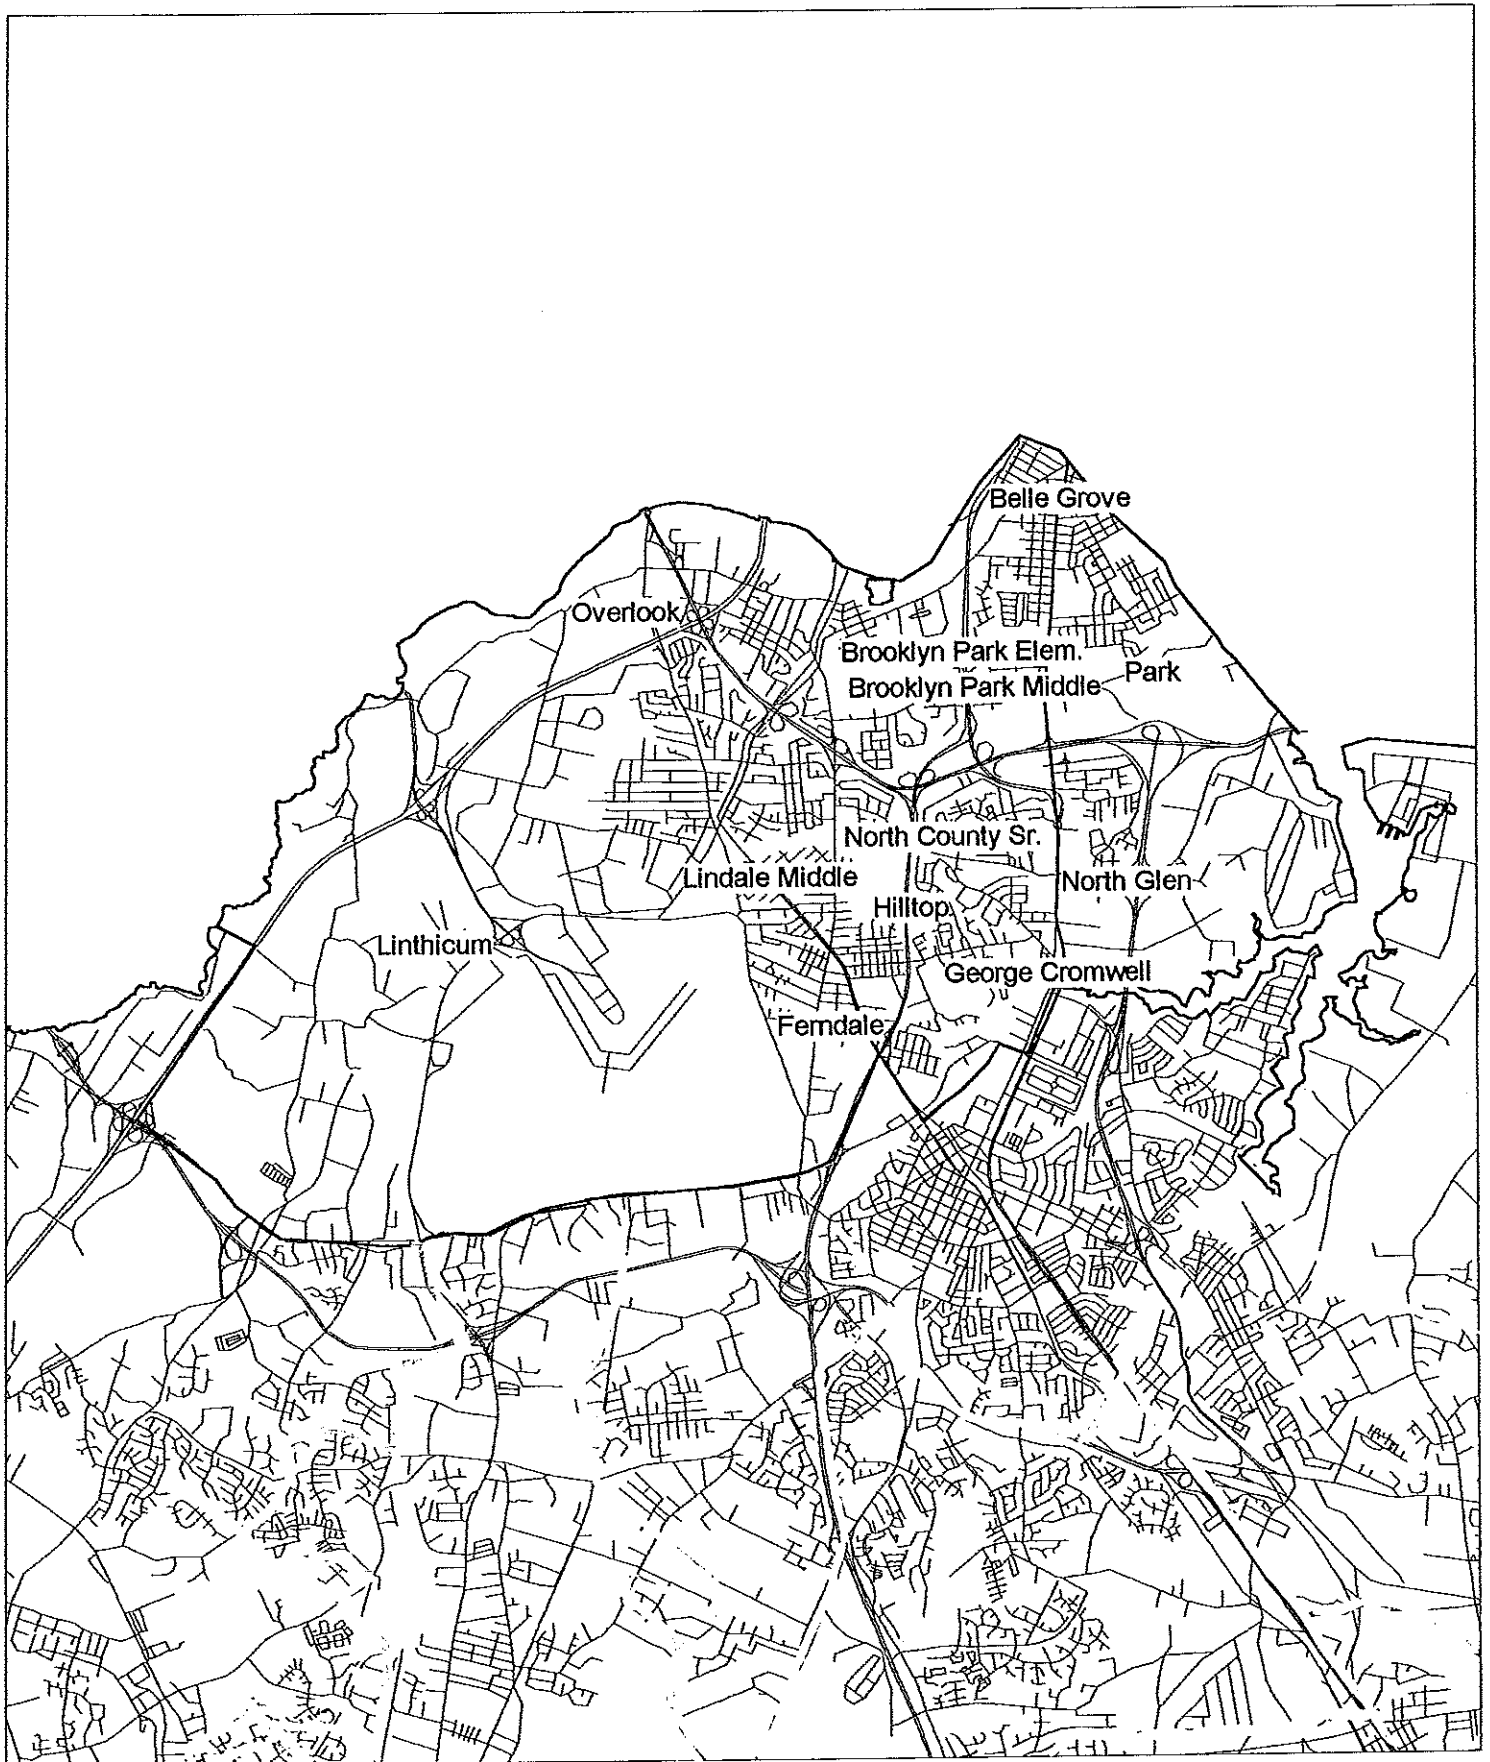 Belle Grove
Overlook
Brooklyn Park Elem.
Park
Brooklyn Park Middle
North County Sr.
Lindale Middle
North Glen
Hilltop
Linthicum
George Cromwell
Ferndale